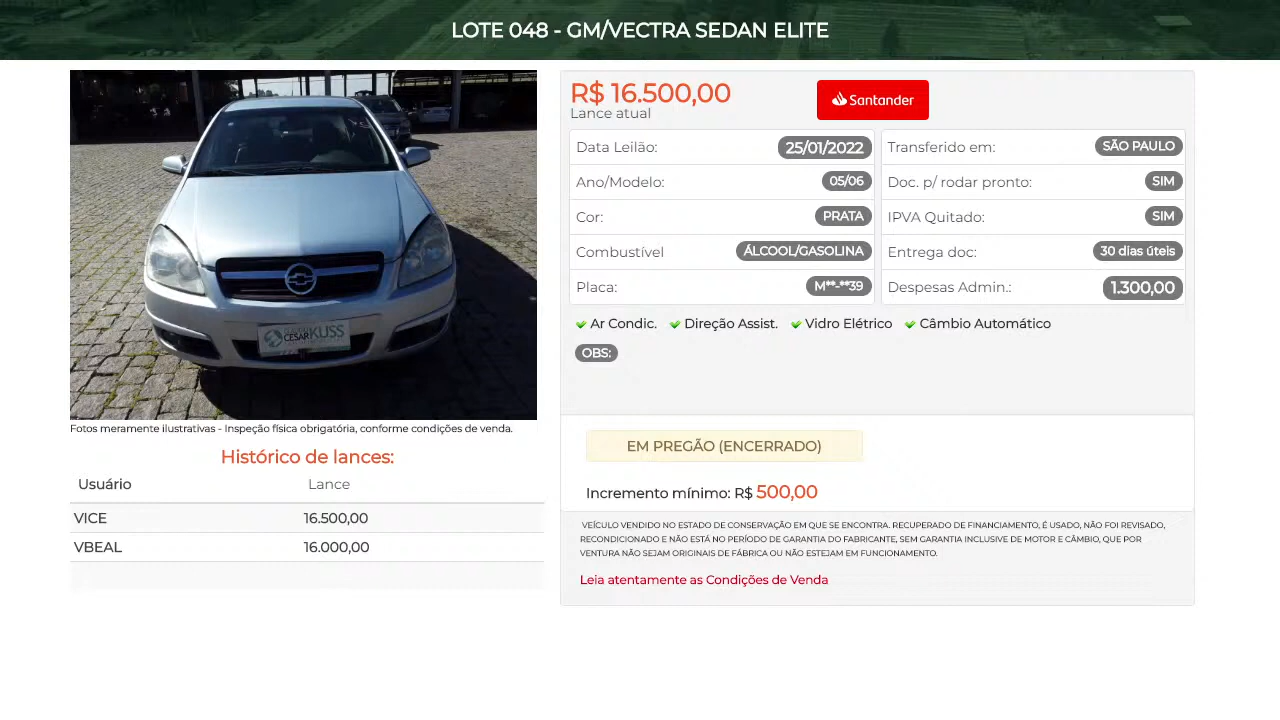 LOTE 048 - GM/VECTRA SEDAN ELITE
CESAR KUSS
Fotos meramente ilustrativas - Inspeção física obrigatória, conforme condições de venda.
Histórico de lances:
Usuário Lance
VICE 16.500,00
VBEAL 16.000,00
R$ 16.500,00
Lance atual
Santander
Data Leilão: 25/01/2022
Ano/Modelo: 05/06
Cor: PRATA
Combustível ÁLCOOL/GASOLINA
Placa: M**-**39
Transferido em: SÃO PAULO
Doc. p/ rodar pronto: SIM
IPVA Quitado: SIM
Entrega doc: 30 dias úteis
Despesas Admin.: 1.300,00
Ar Condic. Direção Assist. Vidro Elétrico Câmbio Automático
OBS:
EM PREGÃO (ENCERRADO)
Incremento mínimo: R$ 500,00
VEÍCULO VENDIDO NO ESTADO DE CONSERVAÇÃO EM QUE SE ENCONTRA. RECUPERADO DE FINANCIAMENTO, É USADO, NÃO FOI REVISADO,
RECONDICIONADO E NÃO ESTÁ NO PERÍODO DE GARANTIA DO FABRICANTE, SEM GARANTIA INCLUSIVE DE MOTOR E CÂMBIO, QUE POR
VENTURA NÃO SEJAM ORIGINAIS DE FÁBRICA OU NÃO ESTEJAM EM FUNCIONAMENTO.
Leia atentamente as Condições de Venda